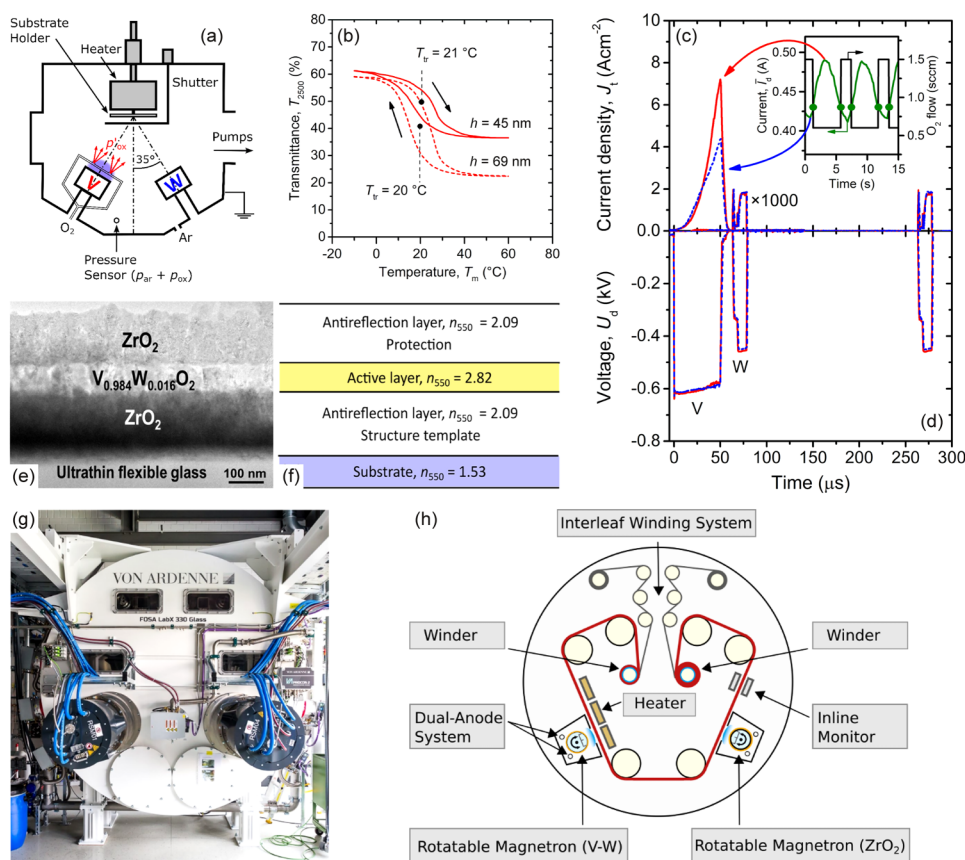 (a)
Substrate
Holder
Heater
Shutter
Pumps
p_ox
35°
V
W
O₂
Ar
Pressure
Sensor (p_ar + p_ox)
(b)
Transmittance, T₂₅₀₀ (%)
90
80
70
60
50
40
30
20
10
0
T_tr = 21 °C
h = 45 nm
h = 69 nm
T_tr = 20 °C
-20
0
20
40
60
80
Temperature, T_m (°C)
(c)
Current density, J_t (Acm⁻²)
8
6
4
2
0.0
×1000
Current, I̅_d (A)
0.50
0.45
0.40
O₂ flow (sccm)
1.5
1.0
0.5
0
5
10
15
Time (s)
Voltage, U_d (kV)
-0.2
-0.4
-0.6
-0.8
V
W
(d)
0
50
100
150
200
250
300
Time (μs)
ZrO₂
V₀.₉₈₄W₀.₀₁₆O₂
ZrO₂
(e)
Ultrathin flexible glass
100 nm
Antireflection layer, n₅₅₀ = 2.09
Protection
Active layer, n₅₅₀ = 2.82
Antireflection layer, n₅₅₀ = 2.09
Structure template
(f)
Substrate, n₅₅₀ = 1.53
(g)
VON ARDENNE
FOSA LabX 330 Glass
(h)
Interleaf Winding System
Winder
Winder
Heater
Dual-Anode
System
Inline
Monitor
Rotatable Magnetron (V-W)
Rotatable Magnetron (ZrO₂)